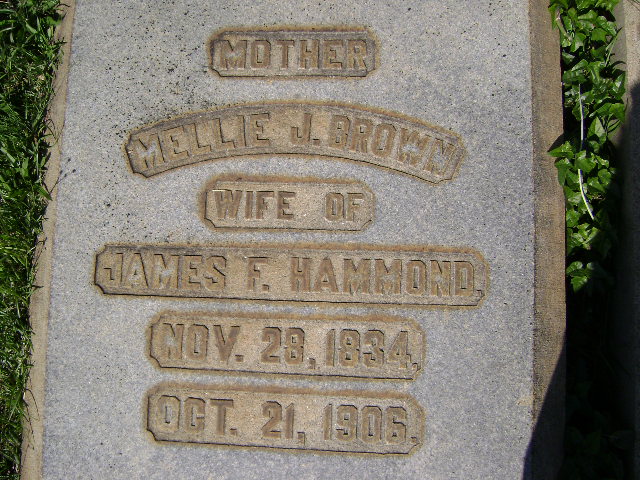 MOTHER
MELLIE J. BROWN
WIFE OF
JAMES F. HAMMOND,
NOV. 28, 1834,
OCT. 21, 1906.